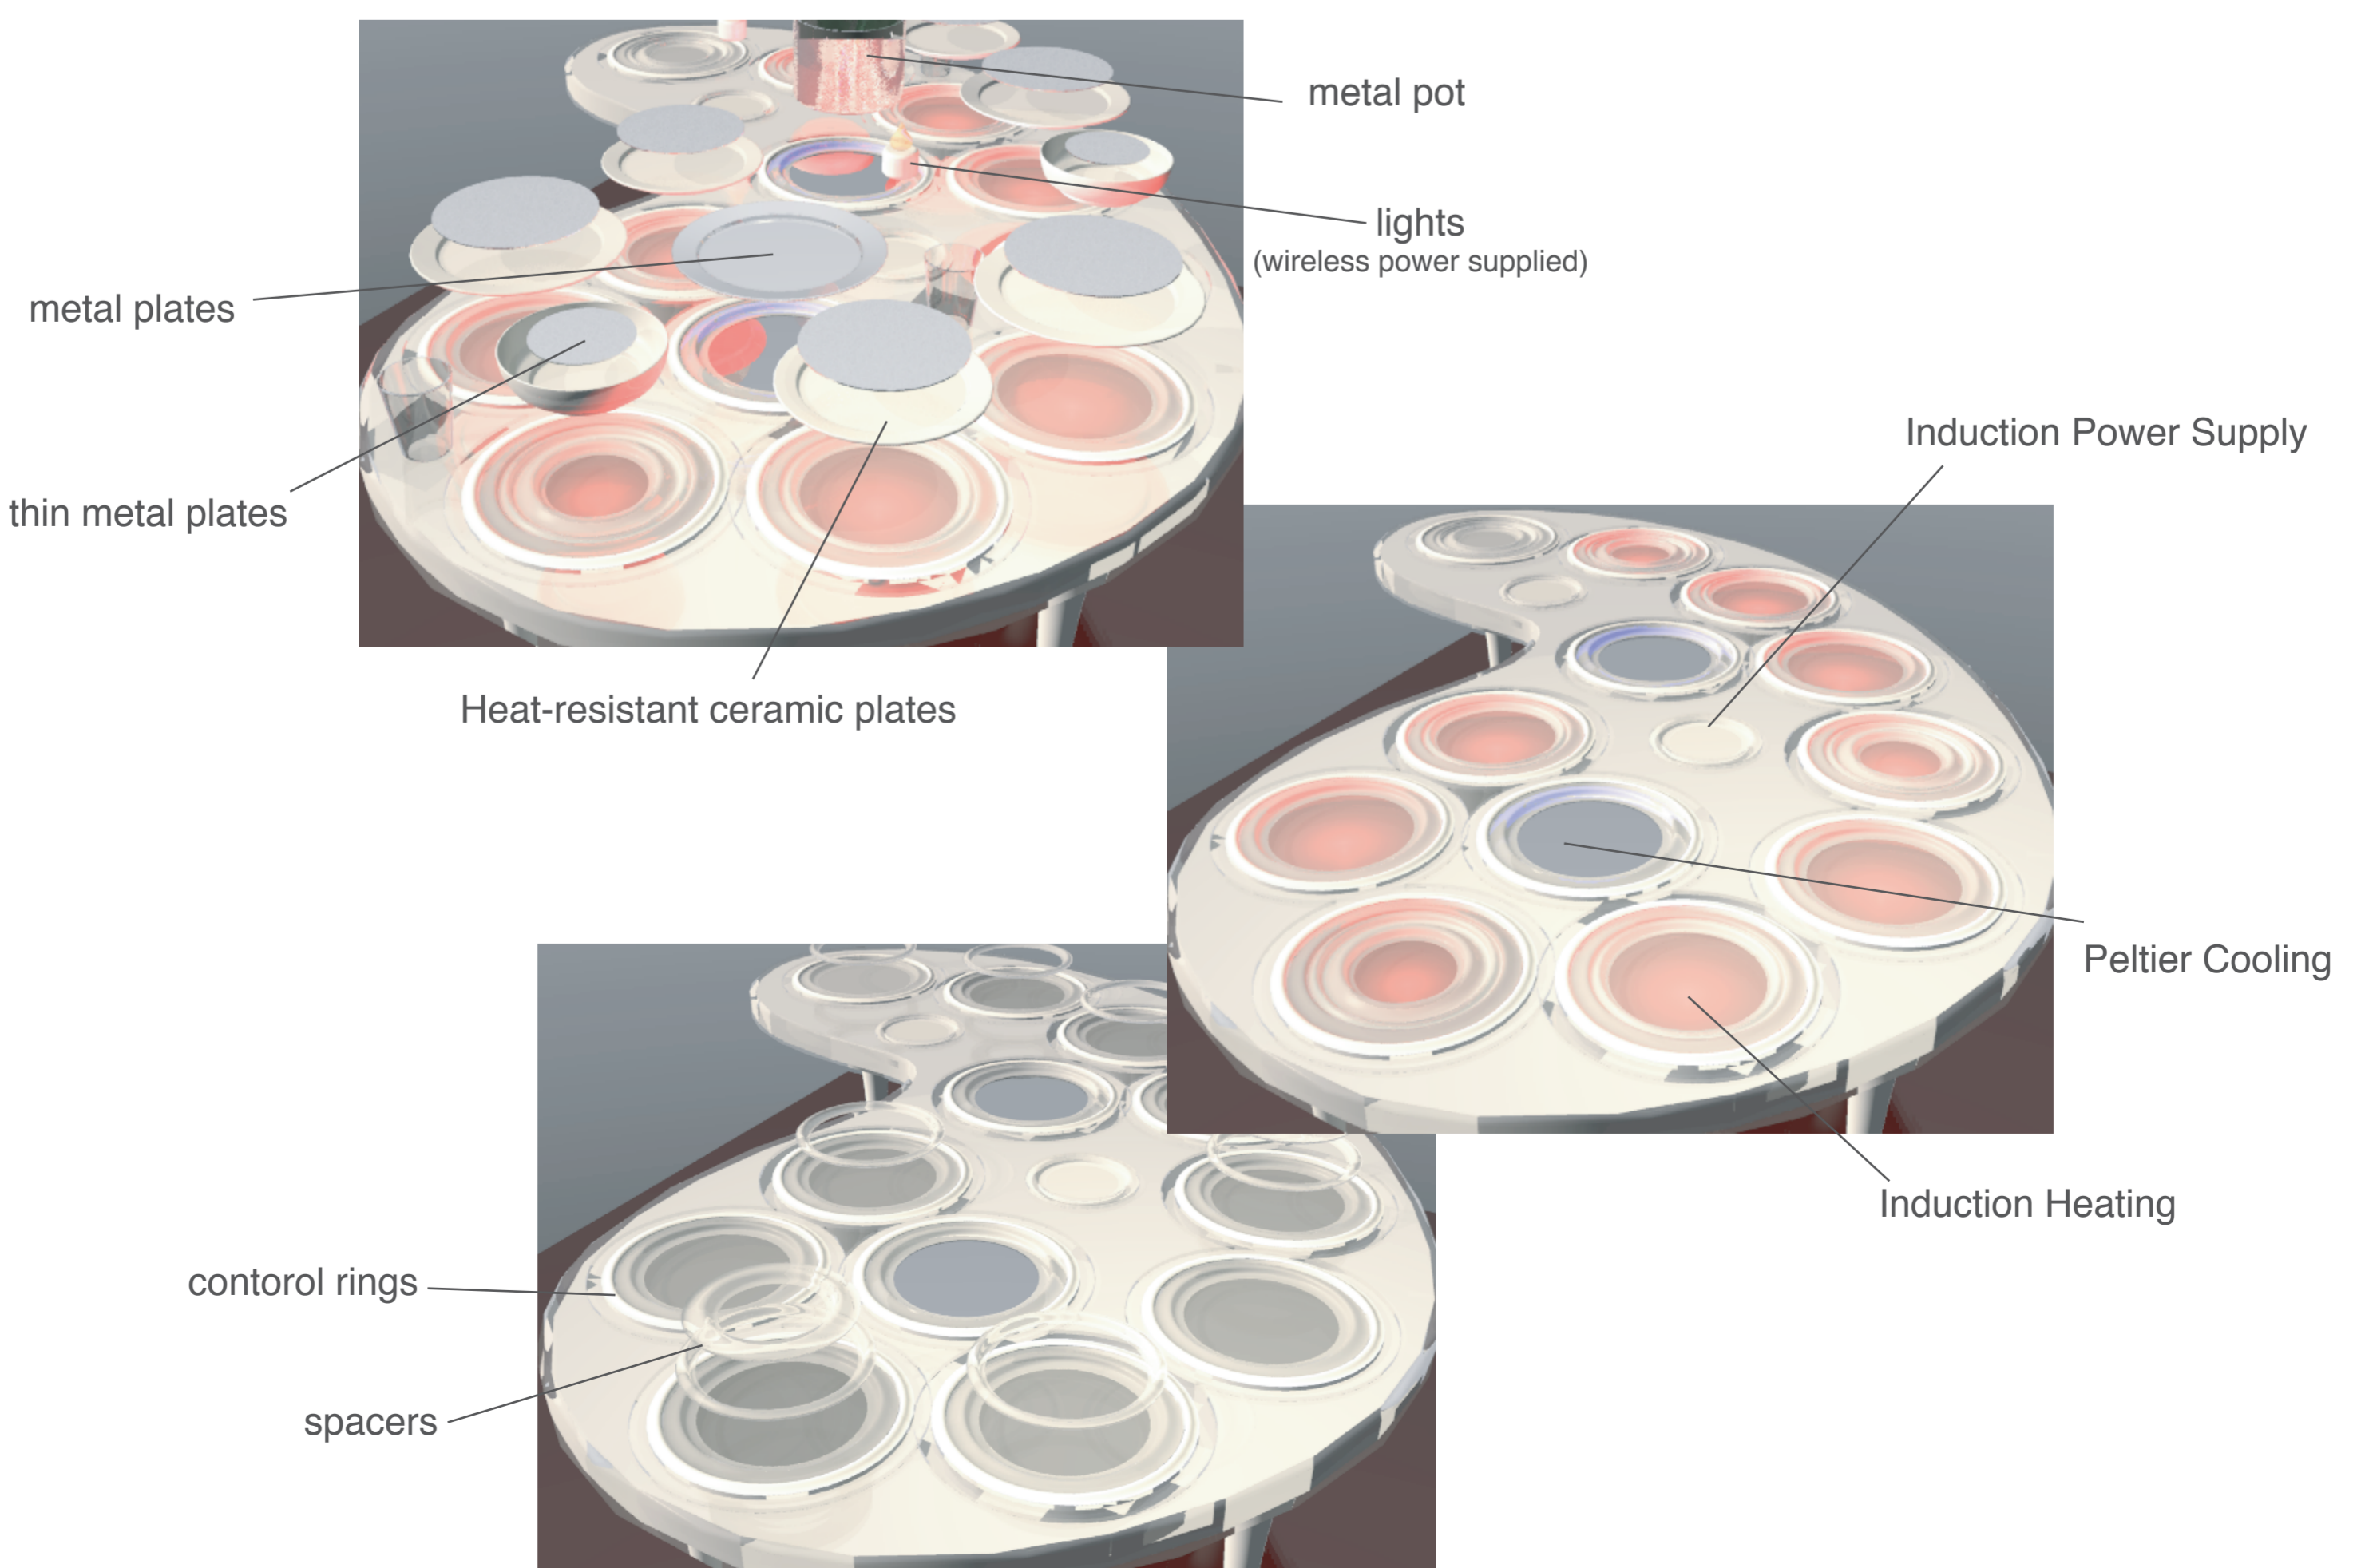 metal pot
lights
(wireless power supplied)
metal plates
thin metal plates
Heat-resistant ceramic plates
Induction Power Supply
Peltier Cooling
Induction Heating
contorol rings
spacers